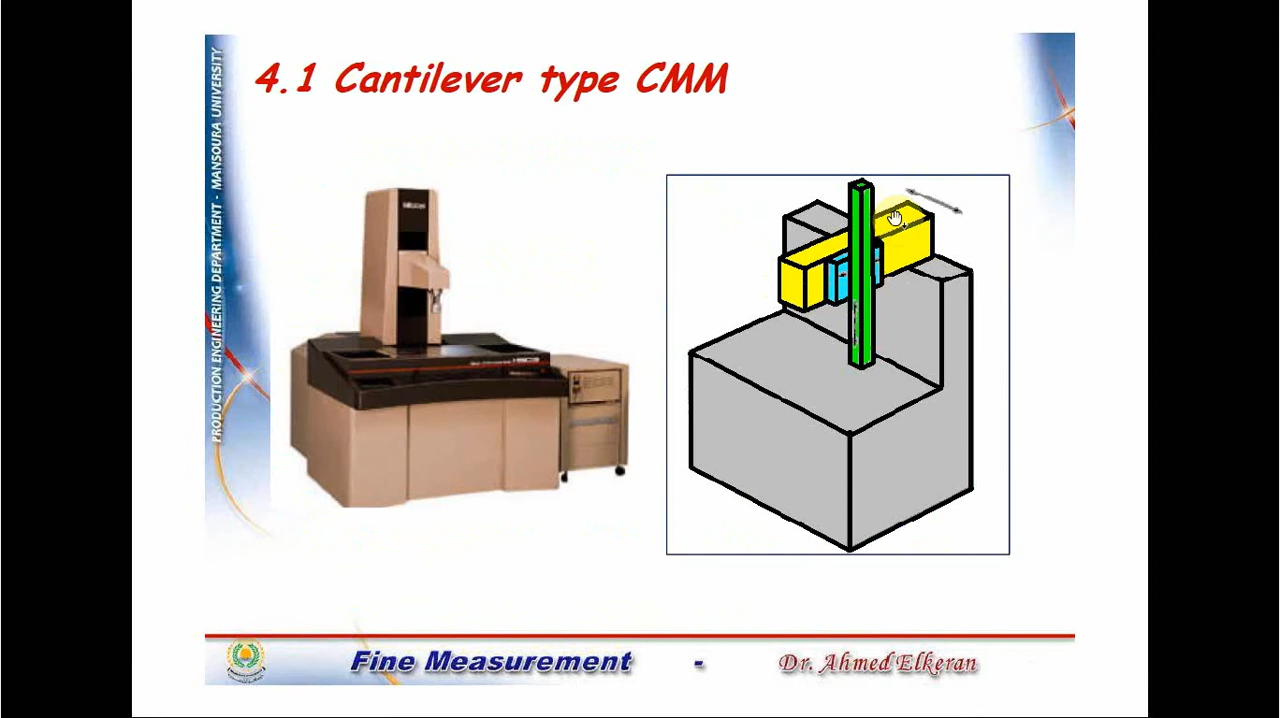 4.1 Cantilever type CMM
PRODUCTION ENGINEERING DEPARTMENT - MANSOURA UNIVERSITY
Fine Measurement - Dr. Ahmed Elkeran